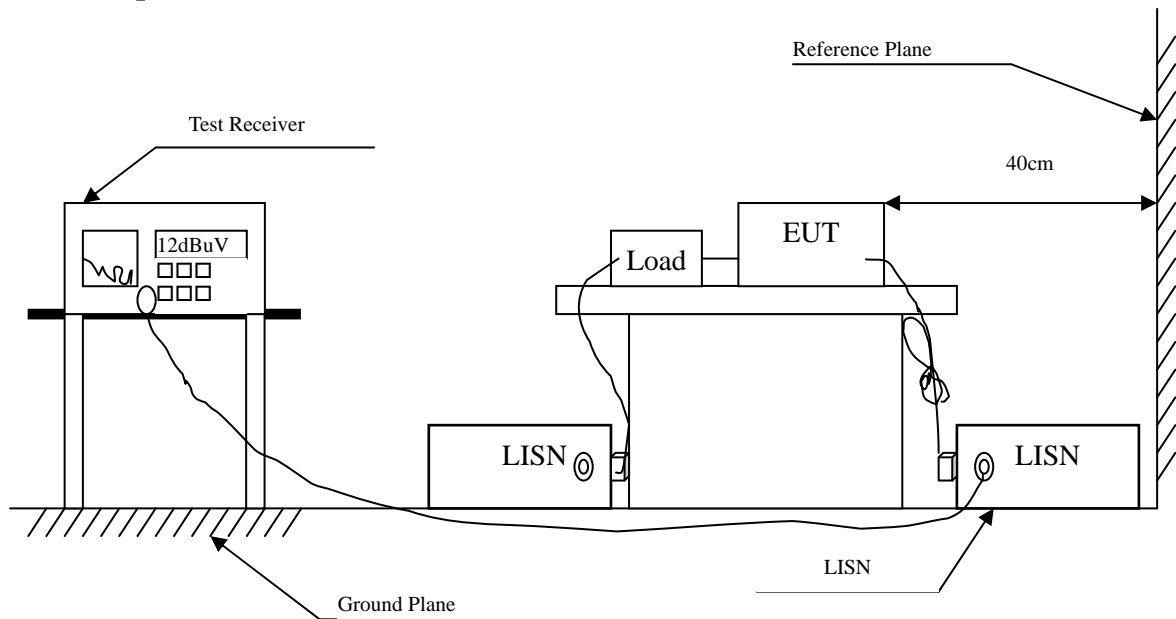 Reference Plane
Test Receiver
40cm
12dBuV
EUT
Load
LISN
LISN
LISN
Ground Plane